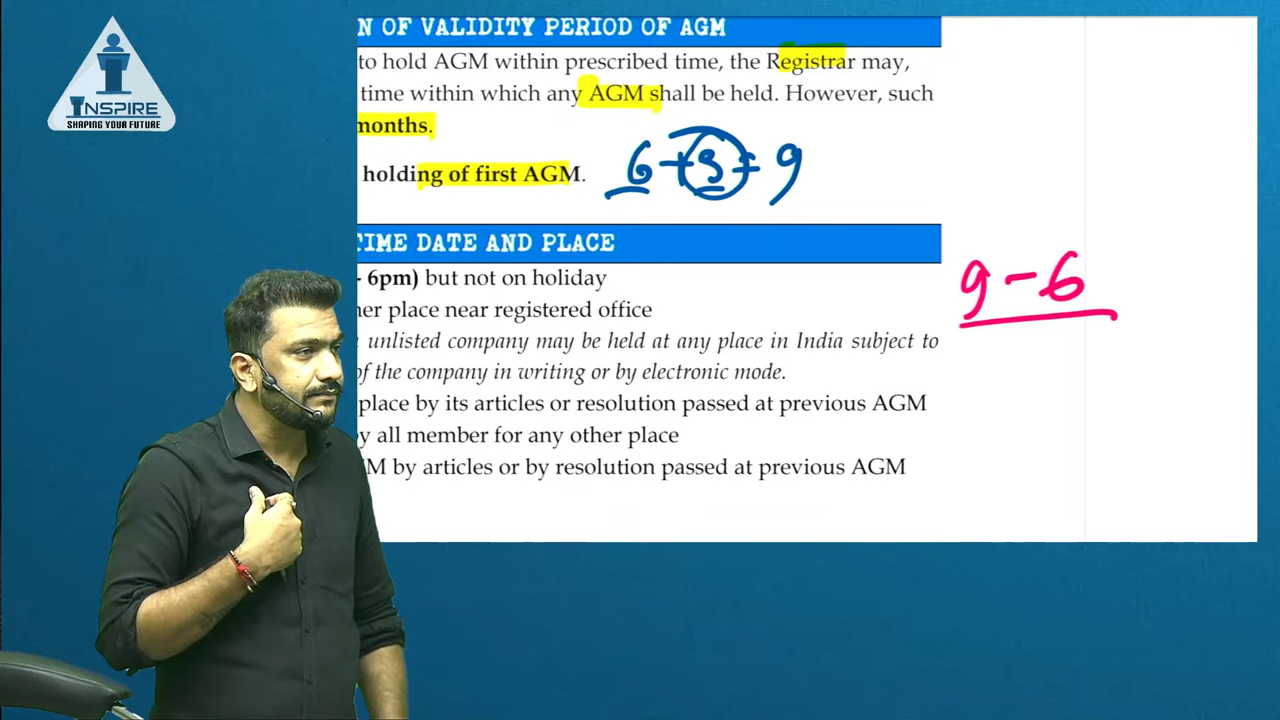 INSPIRE
SHAPING YOUR FUTURE
N OF VALIDITY PERIOD OF AGM
to hold AGM within prescribed time, the Registrar may,
time within which any AGM shall be held. However, such
months.
holding of first AGM.
6+3=9
TIME DATE AND PLACE
- 6pm) but not on holiday
her place near registered office
unlisted company may be held at any place in India subject to
of the company in writing or by electronic mode.
place by its articles or resolution passed at previous AGM
by all member for any other place
GM by articles or by resolution passed at previous AGM
9-6